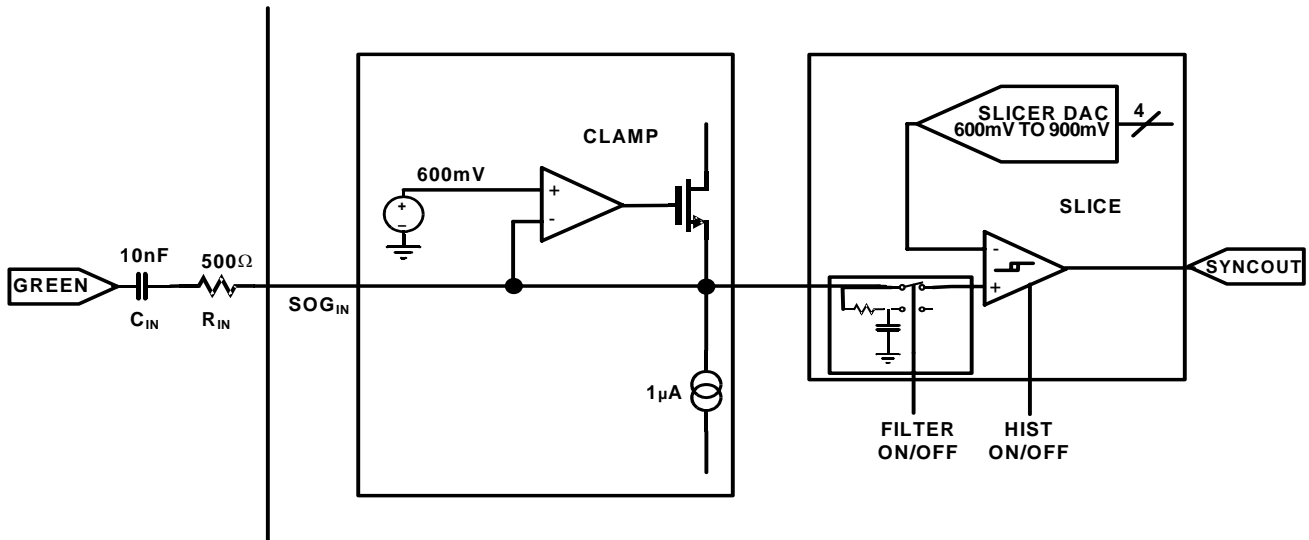 GREEN
10nF
C_IN
500Ω
R_IN
SOG_IN
CLAMP
600mV
+
-
+
–
1µA
SLICER DAC
600mV TO 900mV
4
SLICE
-
+
SYNCOUT
FILTER
ON/OFF
HIST
ON/OFF